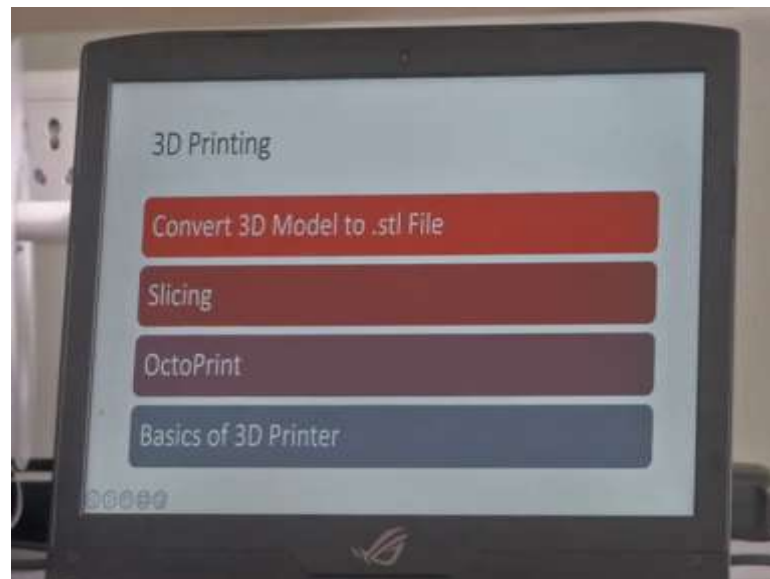 3D Printing
Convert 3D Model to .stl File
Slicing
OctoPrint
Basics of 3D Printer